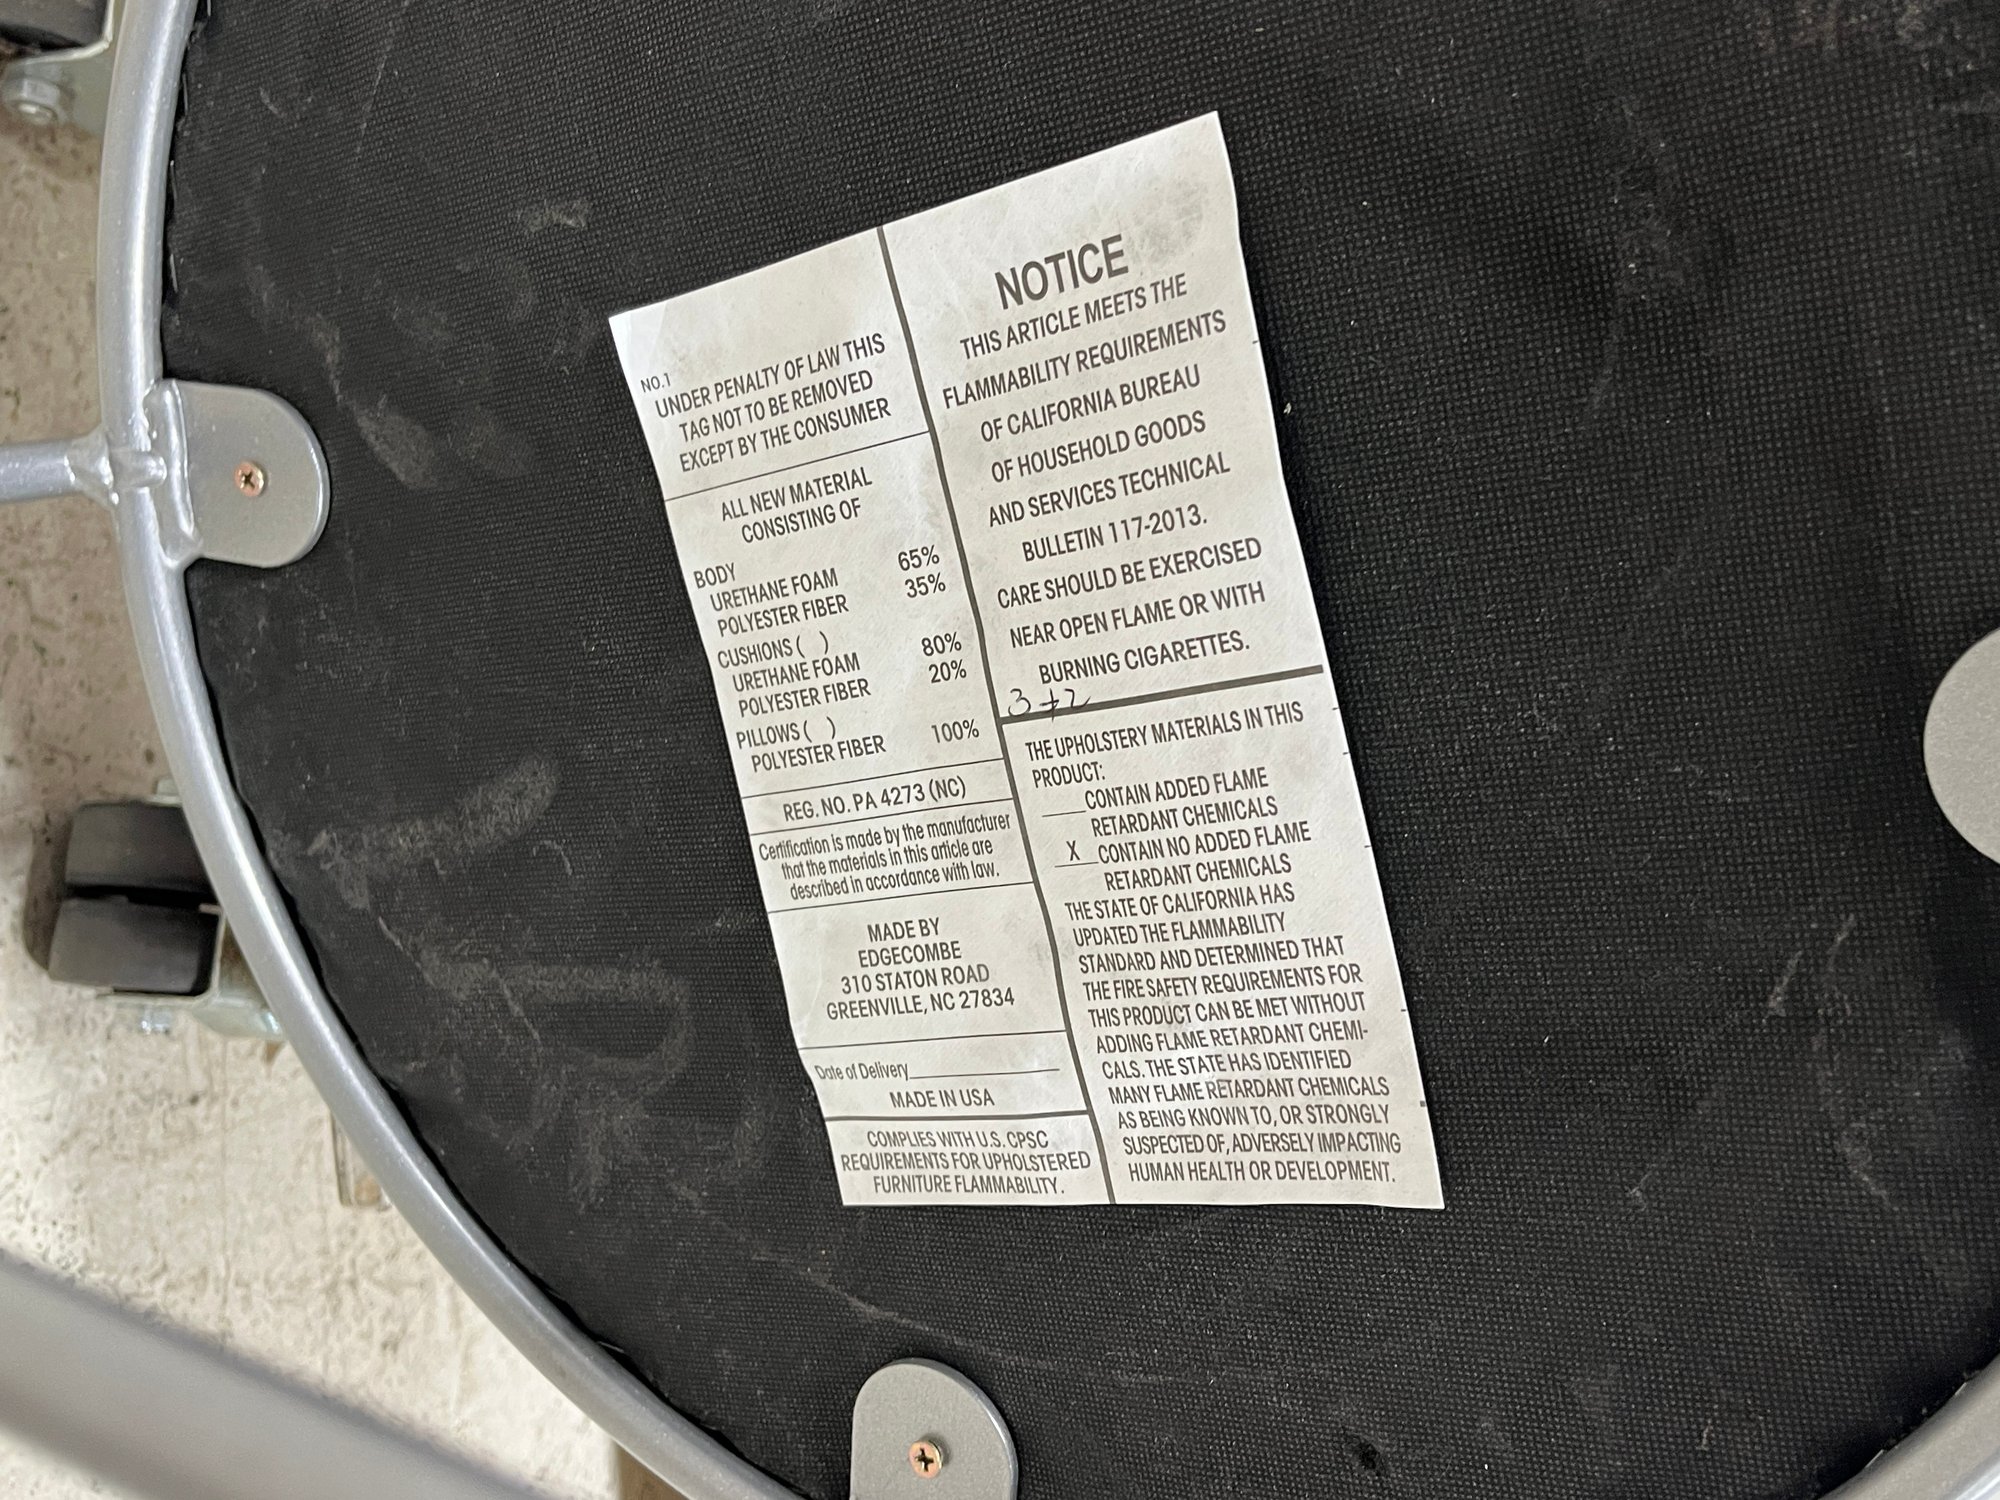 NO.1
UNDER PENALTY OF LAW THIS
TAG NOT TO BE REMOVED
EXCEPT BY THE CONSUMER
ALL NEW MATERIAL
CONSISTING OF
BODY
URETHANE FOAM 65%
POLYESTER FIBER 35%
CUSHIONS ( )
URETHANE FOAM 80%
POLYESTER FIBER 20%
PILLOWS ( )
POLYESTER FIBER 100%
REG. NO. PA 4273 (NC)
Certification is made by the manufacturer
that the materials in this article are
described in accordance with law.
MADE BY
EDGECOMBE
310 STATON ROAD
GREENVILLE, NC 27834
Date of Delivery
MADE IN USA
COMPLIES WITH U.S. CPSC
REQUIREMENTS FOR UPHOLSTERED
FURNITURE FLAMMABILITY.
NOTICE
THIS ARTICLE MEETS THE
FLAMMABILITY REQUIREMENTS
OF CALIFORNIA BUREAU
OF HOUSEHOLD GOODS
AND SERVICES TECHNICAL
BULLETIN 117-2013.
CARE SHOULD BE EXERCISED
NEAR OPEN FLAME OR WITH
BURNING CIGARETTES.
THE UPHOLSTERY MATERIALS IN THIS
PRODUCT:
CONTAIN ADDED FLAME
RETARDANT CHEMICALS
X CONTAIN NO ADDED FLAME
RETARDANT CHEMICALS
THE STATE OF CALIFORNIA HAS
UPDATED THE FLAMMABILITY
STANDARD AND DETERMINED THAT
THE FIRE SAFETY REQUIREMENTS FOR
THIS PRODUCT CAN BE MET WITHOUT
ADDING FLAME RETARDANT CHEMI-
CALS. THE STATE HAS IDENTIFIED
MANY FLAME RETARDANT CHEMICALS
AS BEING KNOWN TO, OR STRONGLY
SUSPECTED OF, ADVERSELY IMPACTING
HUMAN HEALTH OR DEVELOPMENT.